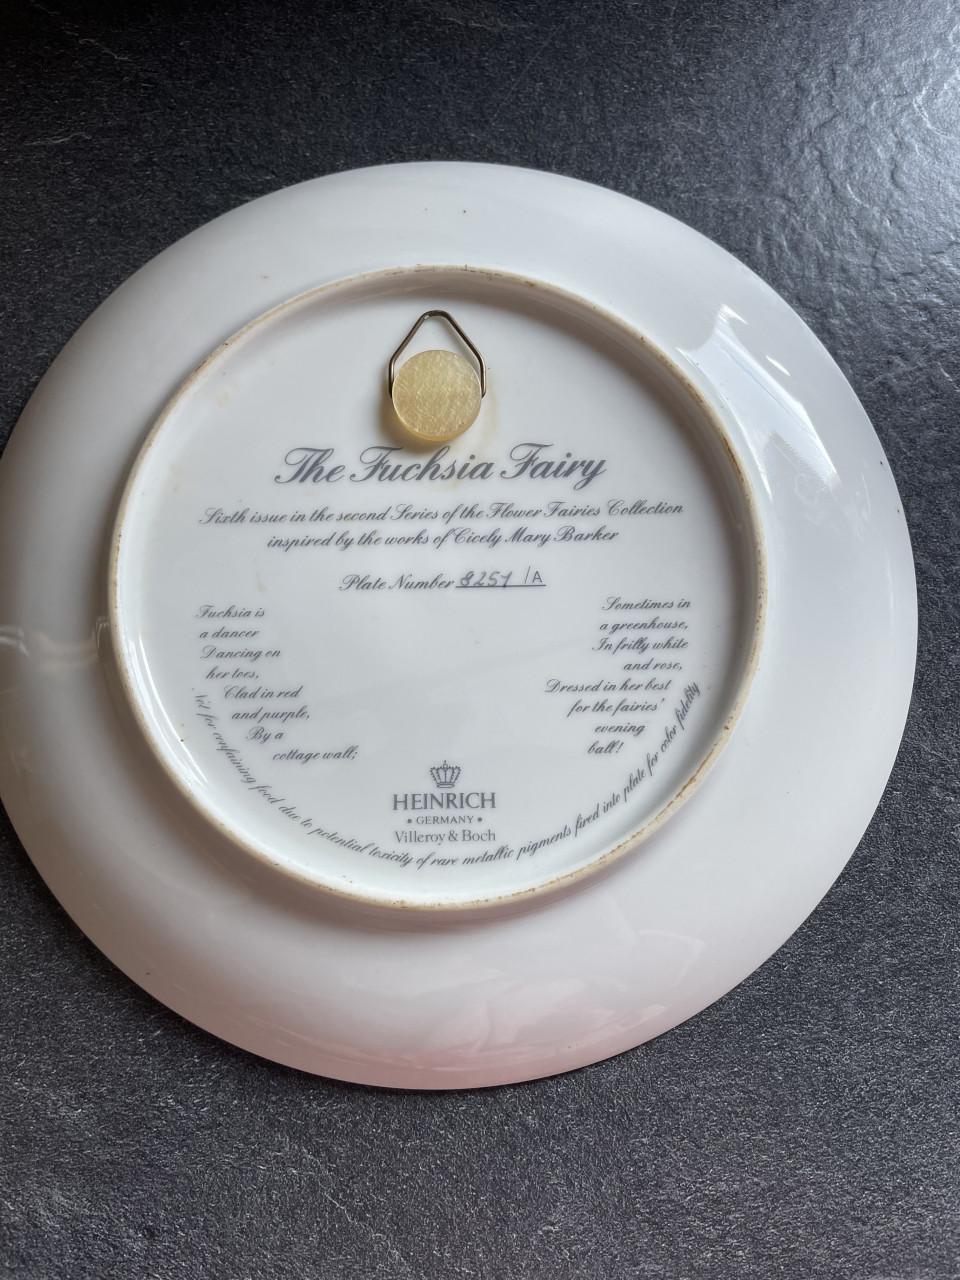 The Fuchsia Fairy
Sixth issue in the second Series of the Flower Fairies Collection
inspired by the works of Cicely Mary Barker
Plate Number 8251 /A
Fuchsia is
a dancer
Dancing on
her toes,
Clad in red
and purple,
By a
cottage wall;
Sometimes in
a greenhouse,
In frilly white
and rose,
Dressed in her best
for the fairies'
evening
ball!
HEINRICH
• GERMANY •
Villeroy & Boch
Not for containing food due to potential toxicity of rare metallic pigments fired into plate for color fidelity